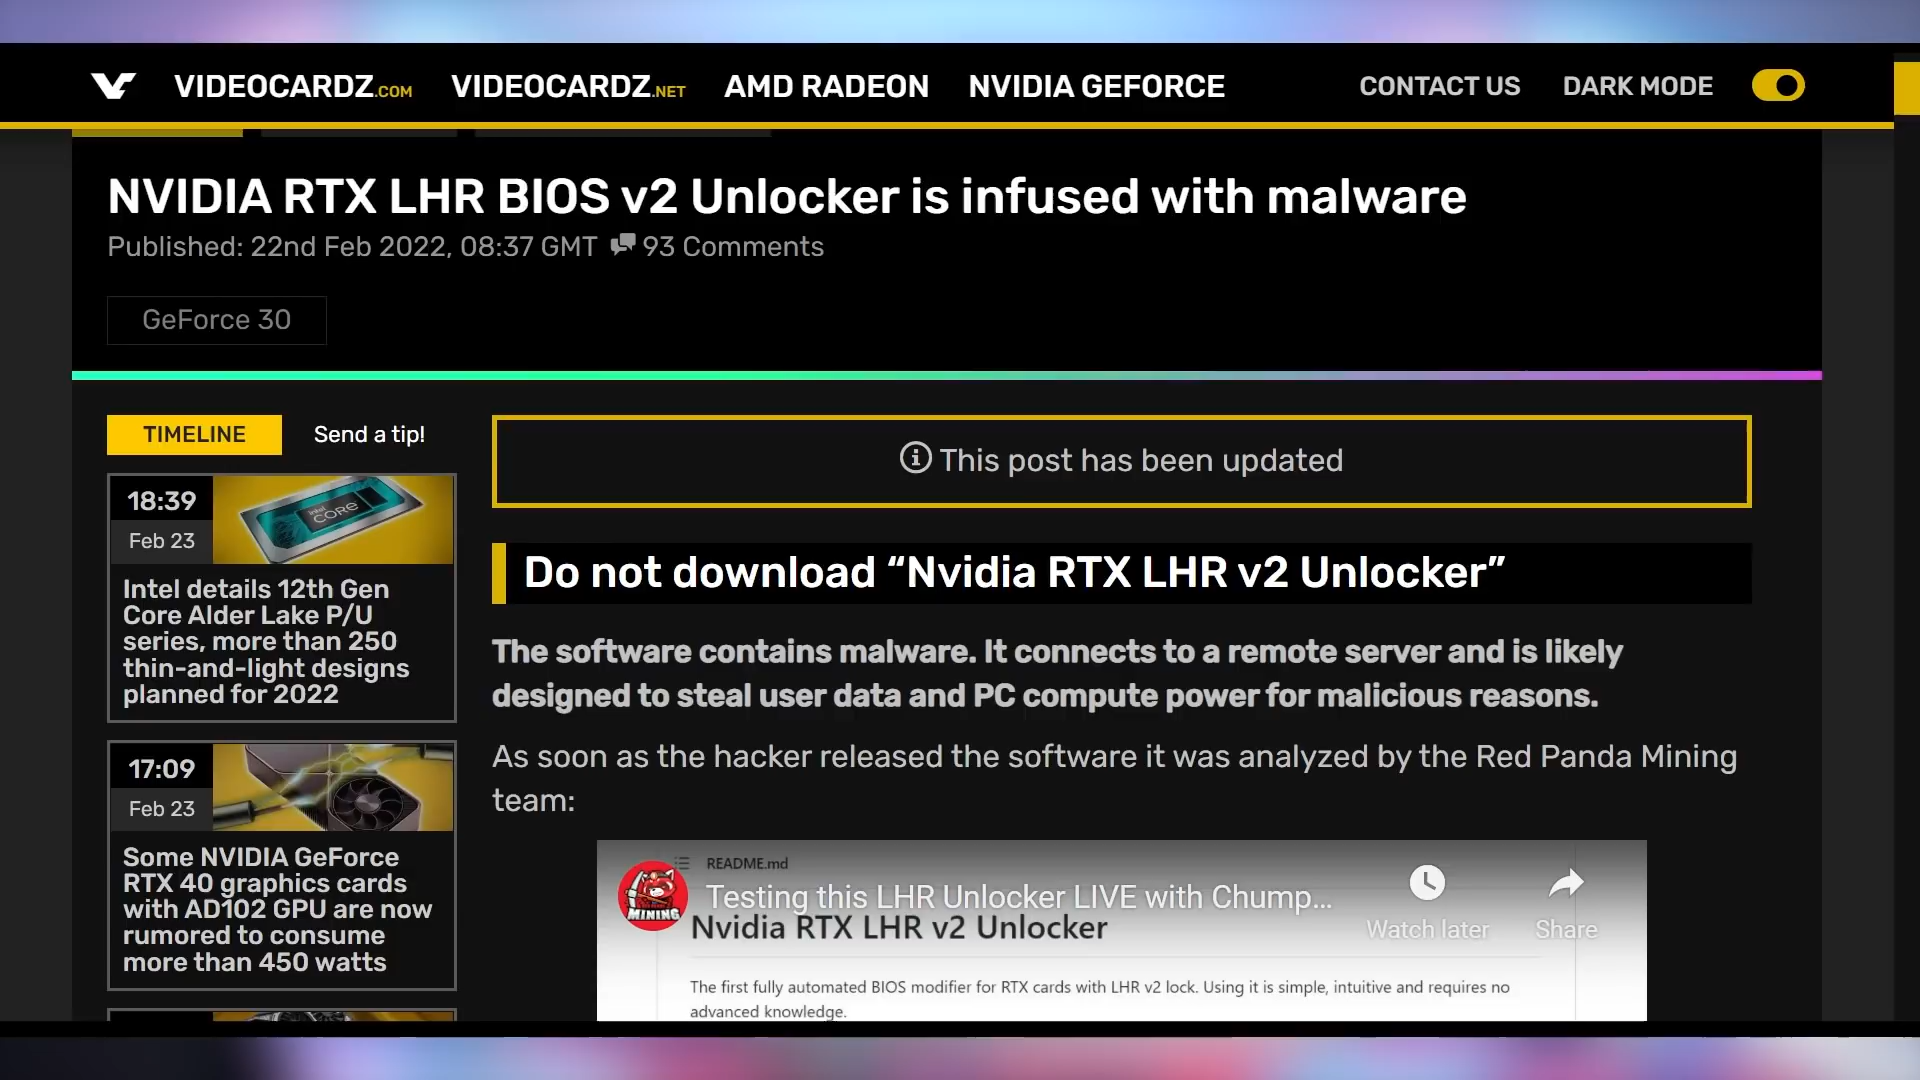 VIDEOCARDZ.COM VIDEOCARDZ.NET AMD RADEON NVIDIA GEFORCE CONTACT US DARK MODE
NVIDIA RTX LHR BIOS v2 Unlocker is infused with malware
Published: 22nd Feb 2022, 08:37 GMT 93 Comments
GeForce 30
TIMELINE Send a tip!
18:39
Feb 23
intel
CORE
Intel details 12th Gen
Core Alder Lake P/U
series, more than 250
thin-and-light designs
planned for 2022
17:09
Feb 23
Some NVIDIA GeForce
RTX 40 graphics cards
with AD102 GPU are now
rumored to consume
more than 450 watts
This post has been updated
Do not download “Nvidia RTX LHR v2 Unlocker”
The software contains malware. It connects to a remote server and is likely
designed to steal user data and PC compute power for malicious reasons.
As soon as the hacker released the software it was analyzed by the Red Panda Mining
team:
README.md
MINING
Testing this LHR Unlocker LIVE with Chump...
Watch later
Share
Nvidia RTX LHR v2 Unlocker
The first fully automated BIOS modifier for RTX cards with LHR v2 lock. Using it is simple, intuitive and requires no
advanced knowledge.